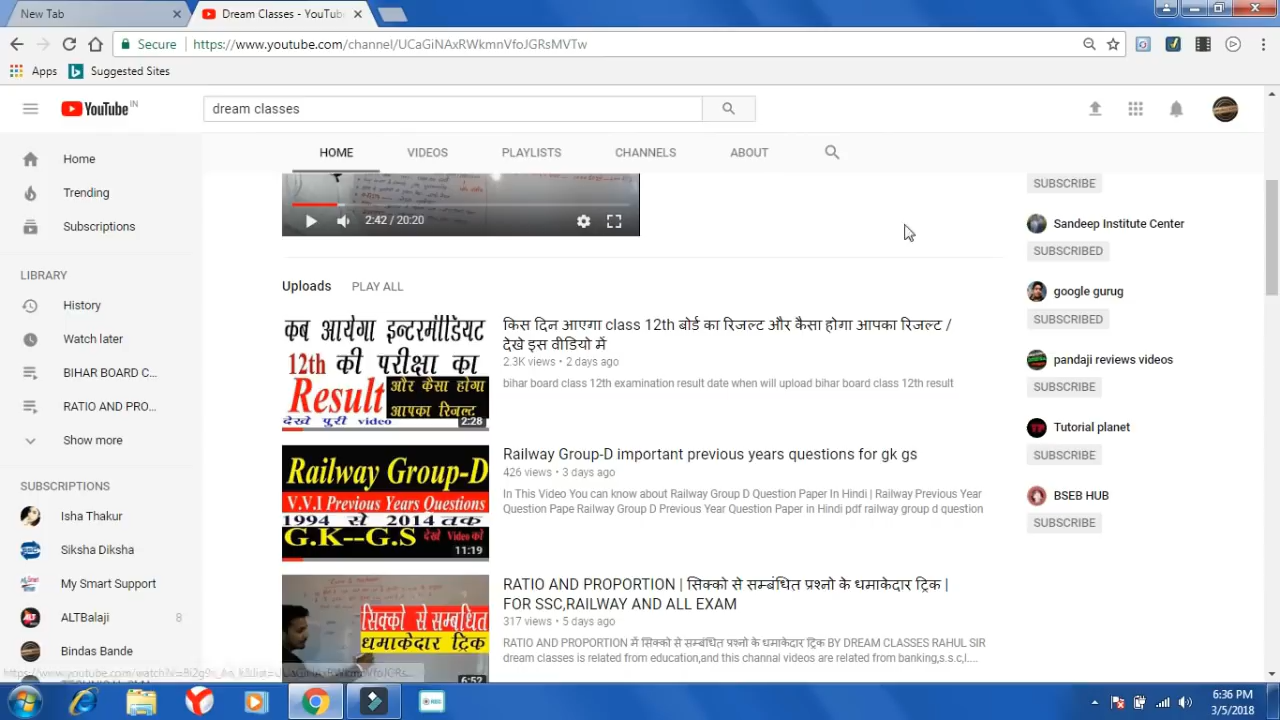 New Tab
Dream Classes - YouTub
Secure
https://www.youtube.com/channel/UCaGiNAxRWkmnVfoJGRsMVTw
Apps
Suggested Sites
YouTube IN
dream classes
HOME
VIDEOS
PLAYLISTS
CHANNELS
ABOUT
Home
Trending
Subscriptions
LIBRARY
History
Watch later
BIHAR BOARD C...
RATIO AND PRO...
Show more
SUBSCRIPTIONS
Isha Thakur
Siksha Diksha
My Smart Support
ALTBalaji 8
Bindas Bande
2:42 / 20:20
Uploads PLAY ALL
कब आयेगा इन्टरमीडियट
12th की परीक्षा का
Result और कैसा होगा
आपका रिजल्ट
देखे पुरी video
2:28
किस दिन आएगा class 12th बोर्ड का रिजल्ट और कैसा होगा आपका रिजल्ट /
देखे इस वीडियो में
2.3K views • 2 days ago
bihar board class 12th examination result date when will upload bihar board class 12th result
Railway Group-D
V.V.I Previous Years Questions
1994 से 2014 तक
G.K--G.S देखे Video को
11:19
Railway Group-D important previous years questions for gk gs
426 views • 3 days ago
In This Video You can know about Railway Group D Question Paper In Hindi | Railway Previous Year
Question Pape Railway Group D Previous Year Question Paper in Hindi pdf railway group d question
सिक्को से सम्बंधित
धमाकेदार ट्रिक
6:52
RATIO AND PROPORTION | सिक्को से सम्बंधित प्रश्नो के धमाकेदार ट्रिक |
FOR SSC,RAILWAY AND ALL EXAM
317 views • 5 days ago
RATIO AND PROPORTION में सिक्को से सम्बंधित प्रश्नो के धमाकेदार ट्रिक BY DREAM CLASSES RAHUL SIR
dream classes is related from education,and this channal videos are related from banking,s.s.c,l....
SUBSCRIBE
Sandeep Institute Center
SUBSCRIBED
google gurug
SUBSCRIBED
pandaji reviews videos
SUBSCRIBE
Tutorial planet
SUBSCRIBE
BSEB HUB
SUBSCRIBE
6:36 PM
3/5/2018